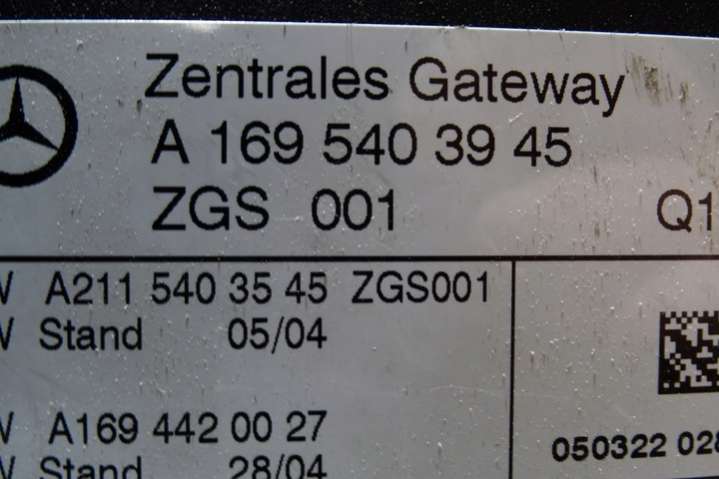 Zentrales Gateway
A 169 540 39 45
ZGS 001 Q1
W A211 540 35 45 ZGS001
W Stand 05/04
W A169 442 00 27
W Stand 28/04
050322 028